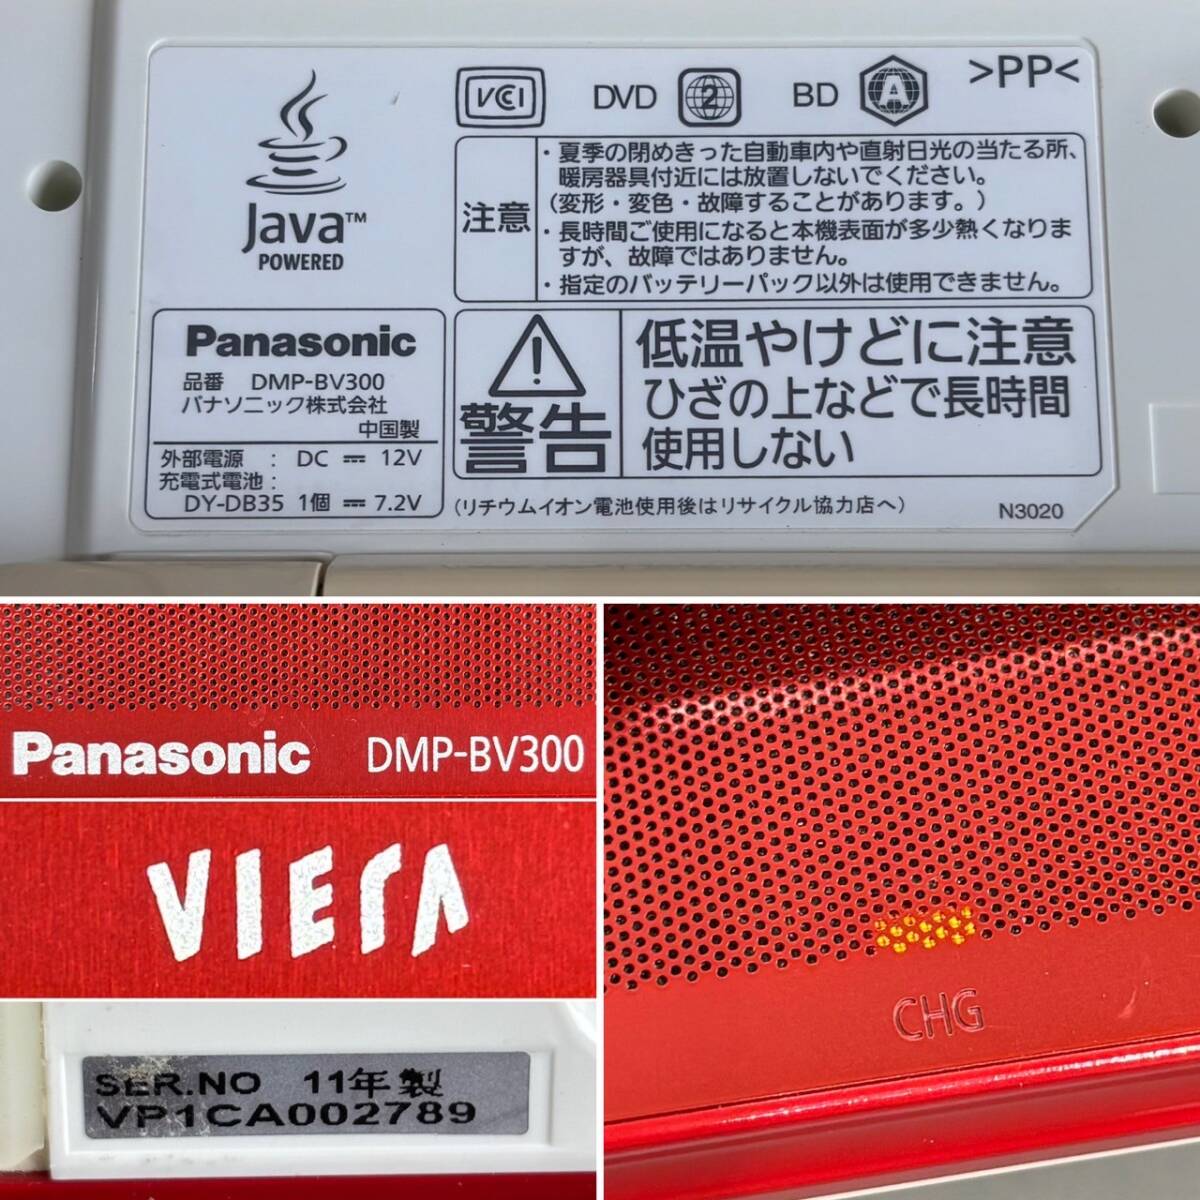 Java™
POWERED
VCCI
DVD 2
BD A
>PP<
注意
・夏季の閉めきった自動車内や直射日光の当たる所、
暖房器具付近には放置しないでください。
（変形・変色・故障することがあります。）
・長時間ご使用になると本機表面が多少熱くなりま
すが、故障ではありません。
・指定のバッテリーパック以外は使用できません。
Panasonic
品番 DMP-BV300
パナソニック株式会社
中国製
外部電源 : DC ⎓ 12V
充電式電池 :
DY-DB35 1個 ⎓ 7.2V
警告
低温やけどに注意
ひざの上などで長時間
使用しない
(リチウムイオン電池使用後はリサイクル協力店へ)
N3020
Panasonic DMP-BV300
VIErA
SER.NO 11年製
VP1CA002789
CHG